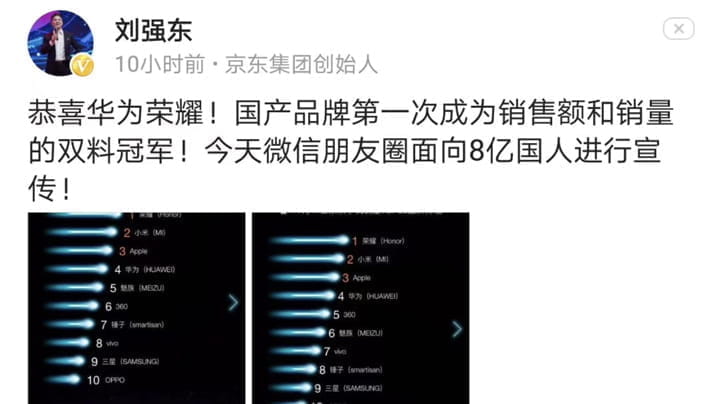 刘强东
10小时前·京东集团创始人
恭喜华为荣耀！国产品牌第一次成为销售额和销量
的双料冠军！今天微信朋友圈面向8亿国人进行宣
传！
1 荣耀 (Honor)
2 小米 (MI)
3 Apple
4 华为 (HUAWEI)
5 魅族 (MEIZU)
6 360
7 锤子 (smartisan)
8 vivo
9 三星 (SAMSUNG)
10 OPPO
1 荣耀 (Honor)
2 小米 (MI)
3 Apple
4 华为 (HUAWEI)
5 360
6 魅族 (MEIZU)
7 vivo
8 锤子 (smartisan)
9 三星 (SAMSUNG)